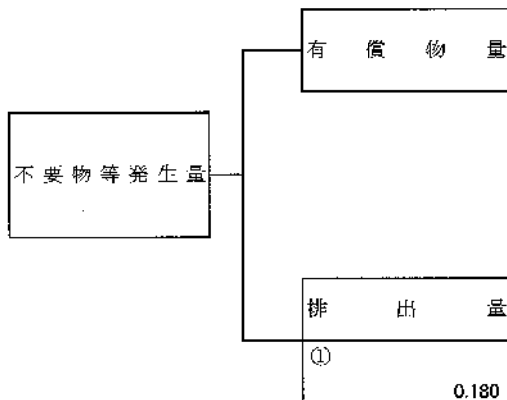 有償物量
不要物等発生量
排出量
①
0.180